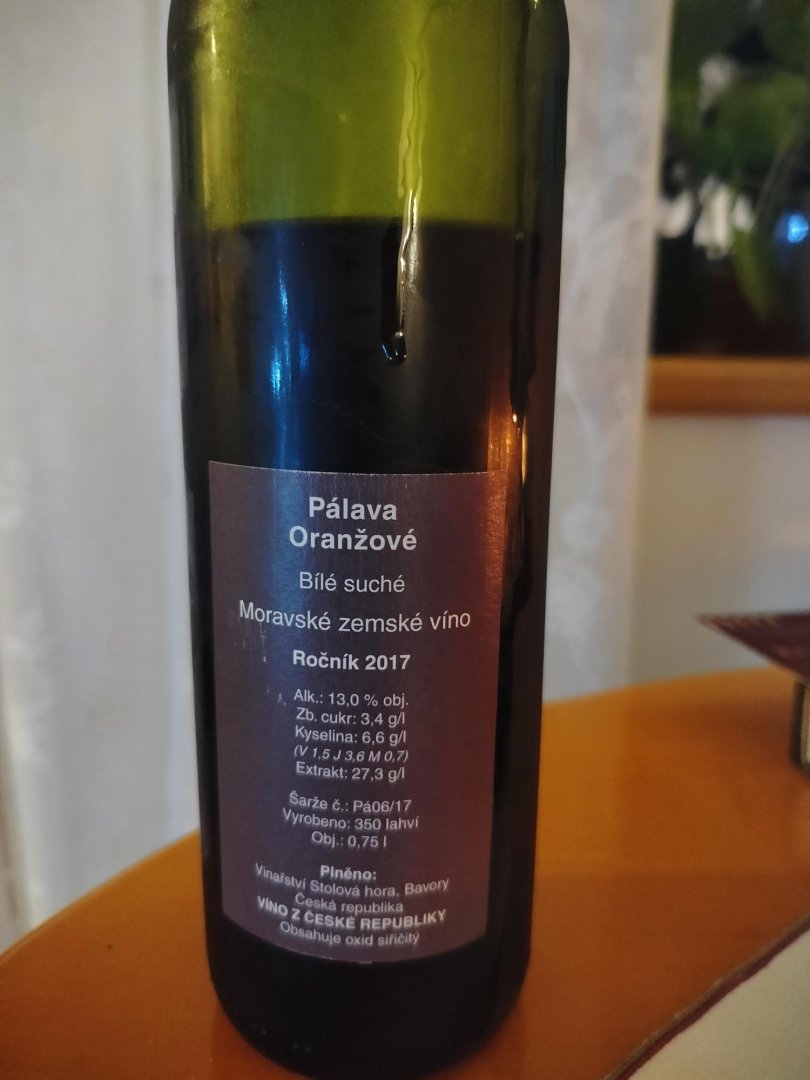 Pálava
Oranžové
Bílé suché
Moravské zemské víno
Ročník 2017
Alk.: 13,0 % obj.
Zb. cukr: 3,4 g/l
Kyselina: 6,6 g/l
(V 1,5 J 3,6 M 0,7)
Extrakt: 27,3 g/l
Šarže č.: Pá06/17
Vyrobeno: 350 lahví
Obj.: 0,75 l
Plněno:
Vinařství Stolová hora, Bavory
Česká republika
VÍNO Z ČESKÉ REPUBLIKY
Obsahuje oxid siřičitý